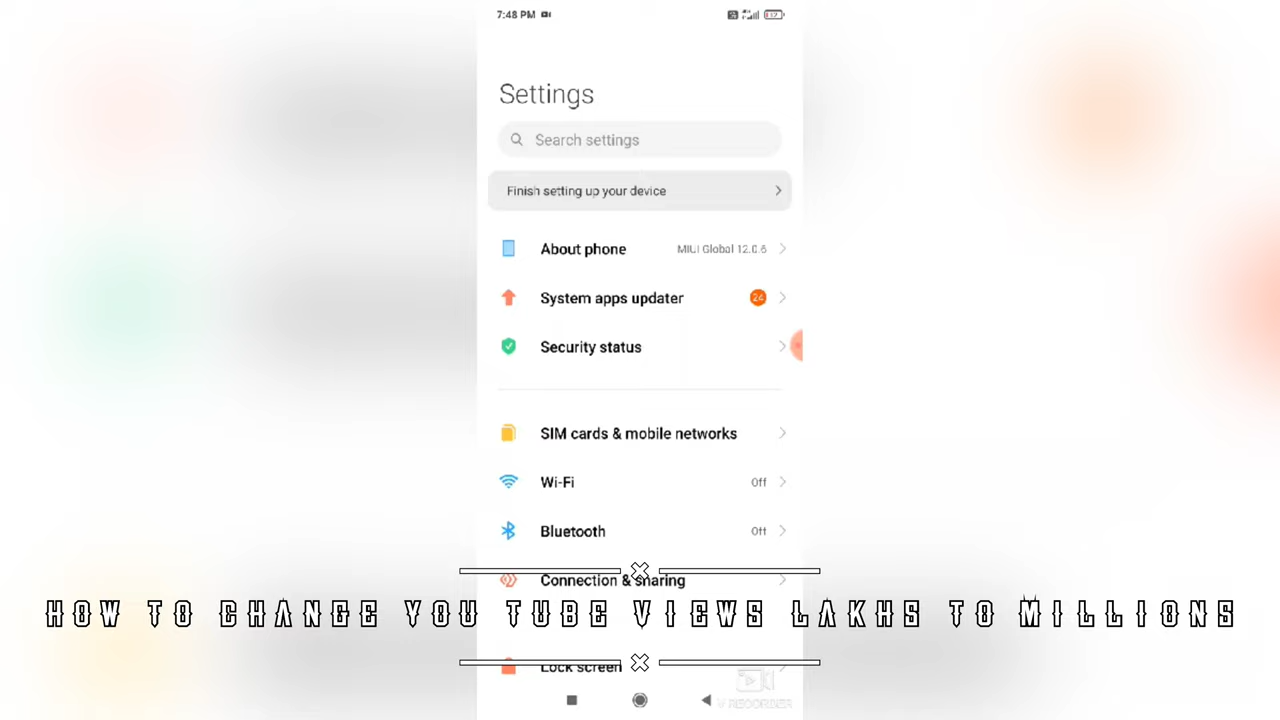 7:48 PM
Settings
Search settings
Finish setting up your device
About phone MIUI Global 12.0.6
System apps updater 24
Security status
SIM cards & mobile networks
Wi-Fi Off
Bluetooth Off
Connection & sharing
HOW TO CHANGE YOU TUBE VIEWS LAKHS TO MILLIONS
Lock screen
V RECORDER